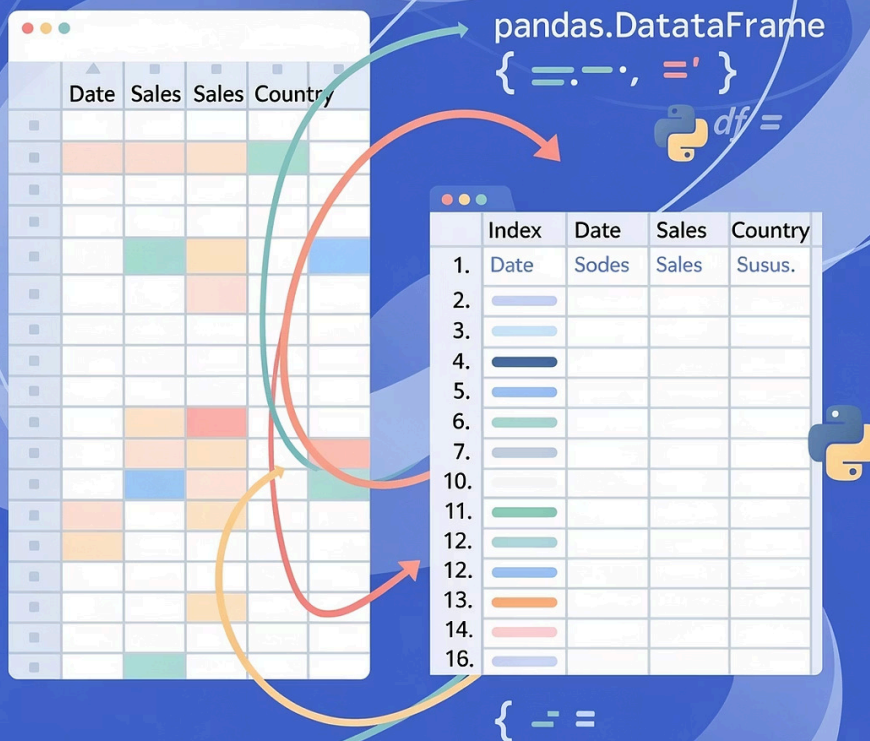 pandas.DatataFrame
{ =.-., =' }
df =
Date Sales Sales Country
Index Date Sales Country
1. Date Sodes Sales Susus.
2.
3.
4.
5.
6.
7.
10.
11.
12.
12.
13.
14.
16.
{ - =